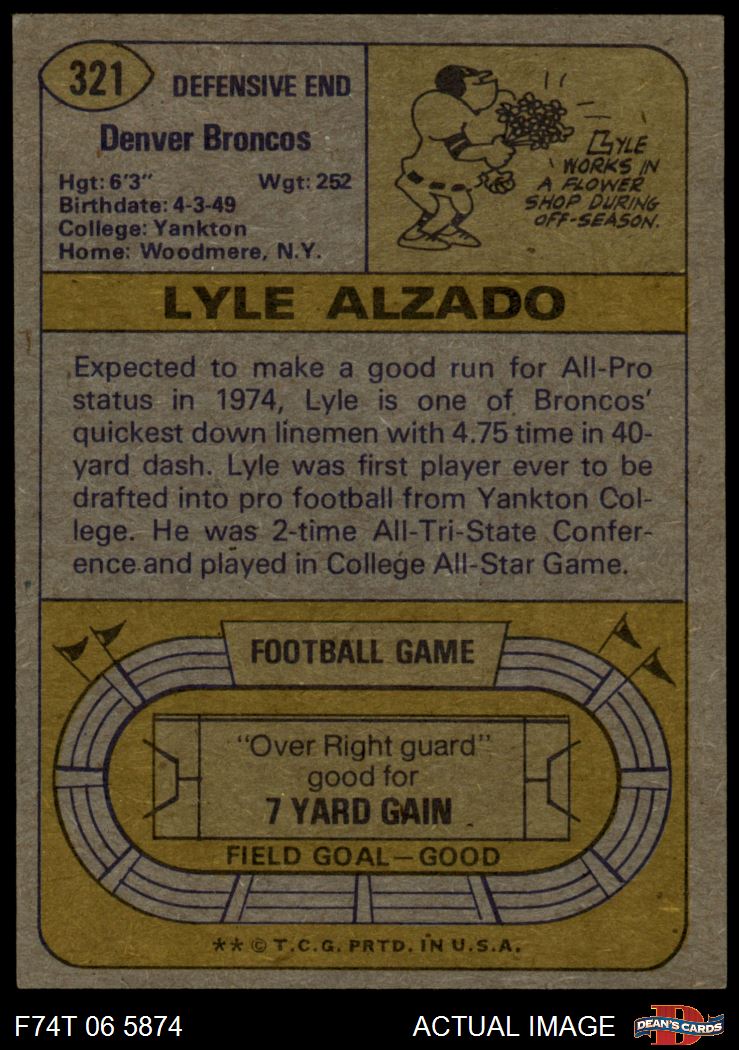 321
DEFENSIVE END
Denver Broncos
Hgt: 6'3" Wgt: 252
Birthdate: 4-3-49
College: Yankton
Home: Woodmere, N.Y.
LYLE
WORKS IN
A FLOWER
SHOP DURING
OFF-SEASON.
LYLE ALZADO
Expected to make a good run for All-Pro
status in 1974, Lyle is one of Broncos'
quickest down linemen with 4.75 time in 40-
yard dash. Lyle was first player ever to be
drafted into pro football from Yankton Col-
lege. He was 2-time All-Tri-State Confer-
ence and played in College All-Star Game.
FOOTBALL GAME
"Over Right guard"
good for
7 YARD GAIN
FIELD GOAL—GOOD
** © T.C.G. PRTD. IN U.S.A.
F74T 06 5874
ACTUAL IMAGE
D
DEAN'S CARDS